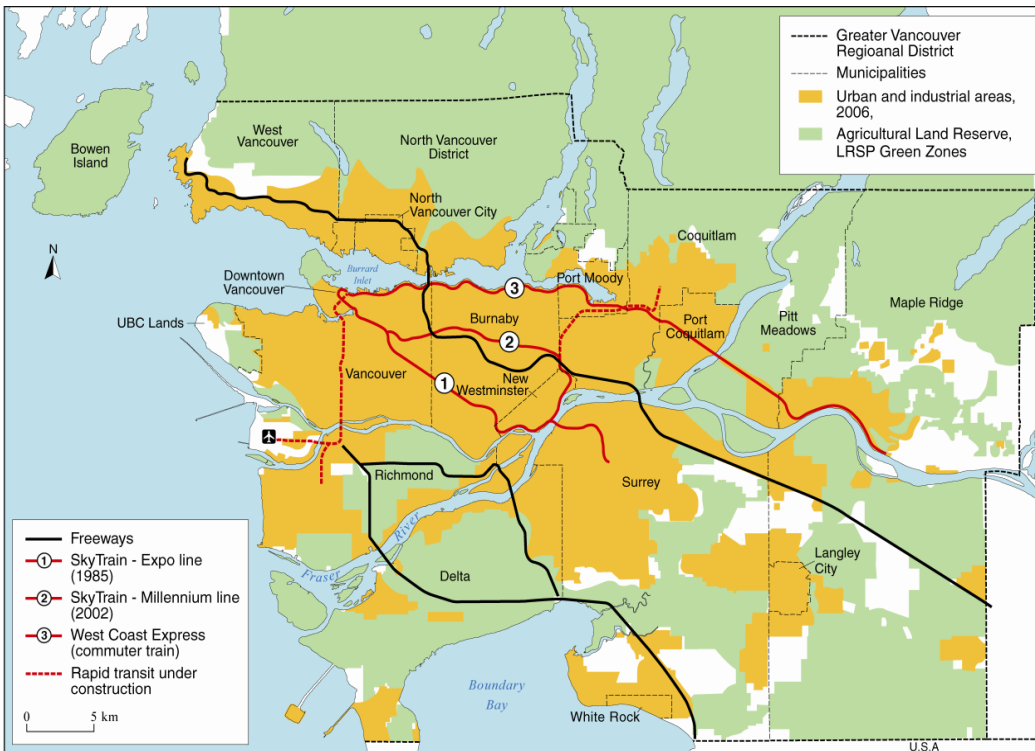 Greater Vancouver
Regioanal District
Municipalities
Urban and industrial areas,
2006,
Agricultural Land Reserve,
LRSP Green Zones
Bowen
Island
West
Vancouver
North Vancouver
District
North
Vancouver City
N
Burrard
Inlet
Downtown
Vancouver
UBC Lands
3
Port Moody
Coquitlam
Burnaby
2
Port
Coquitlam
Pitt
Meadows
Maple Ridge
Vancouver
1
New
Westminster
Richmond
Surrey
Fraser River
Delta
Langley
City
Boundary
Bay
White Rock
U.S.A
Freeways
1 SkyTrain - Expo line
(1985)
2 SkyTrain - Millennium line
(2002)
3 West Coast Express
(commuter train)
Rapid transit under
construction
0 5 km